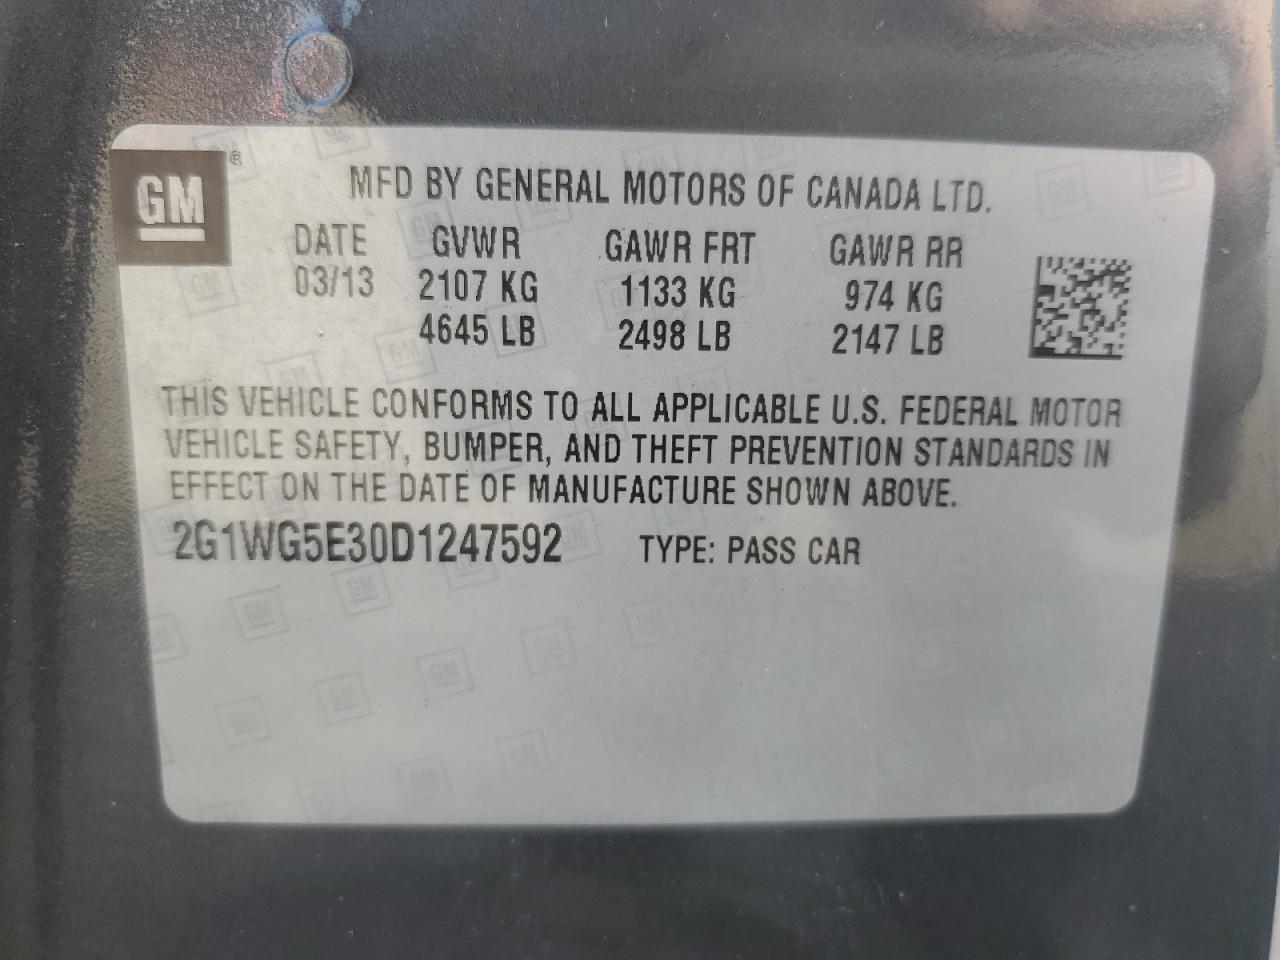 GM®
MFD BY GENERAL MOTORS OF CANADA LTD.
DATE GVWR GAWR FRT GAWR RR
03/13 2107 KG 1133 KG 974 KG
4645 LB 2498 LB 2147 LB
THIS VEHICLE CONFORMS TO ALL APPLICABLE U.S. FEDERAL MOTOR
VEHICLE SAFETY, BUMPER, AND THEFT PREVENTION STANDARDS IN
EFFECT ON THE DATE OF MANUFACTURE SHOWN ABOVE.
2G1WG5E30D1247592 TYPE: PASS CAR